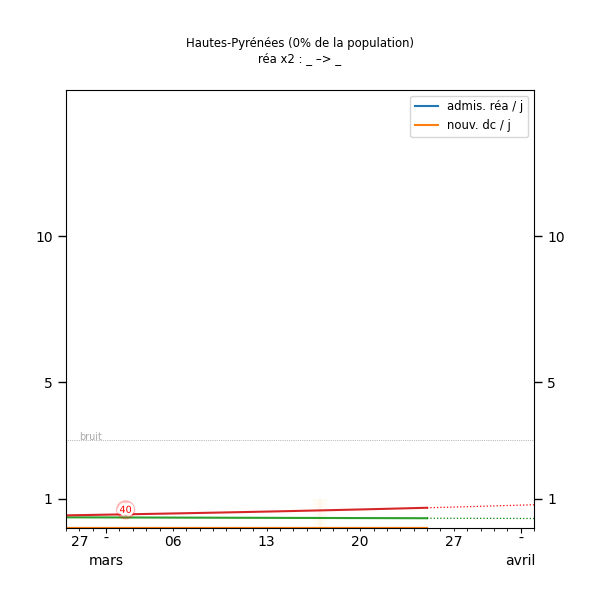 Hautes-Pyrénées (0% de la population)
réa x2 : _ –> _
admis. réa / j
nouv. dc / j
10 10
5 5
bruit
1 1
40
27 - 06 13 20 27 -
mars avril